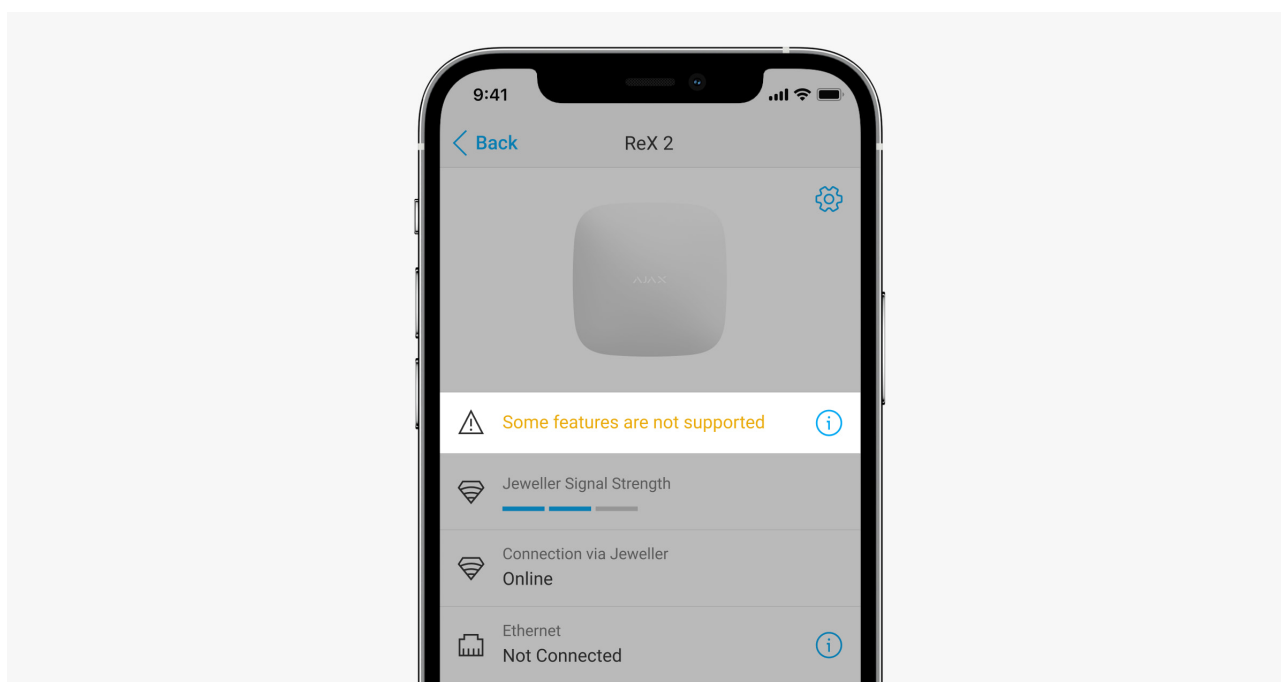 9:41
Back
ReX 2
AJAX
Some features are not supported
Jeweller Signal Strength
Connection via Jeweller
Online
Ethernet
Not Connected